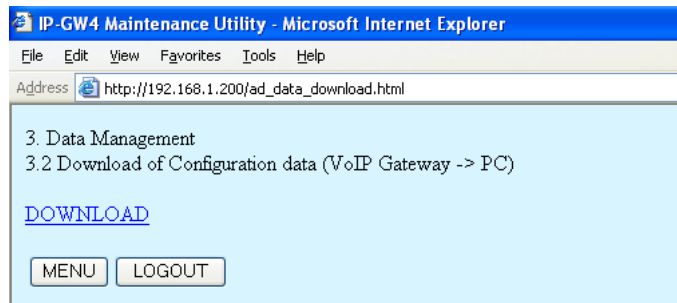 IP-GW4 Maintenance Utility - Microsoft Internet Explorer
File Edit View Favorites Tools Help
Address http://192.168.1.200/ad_data_download.html
3. Data Management
3.2 Download of Configuration data (VoIP Gateway -> PC)
DOWNLOAD
MENU LOGOUT